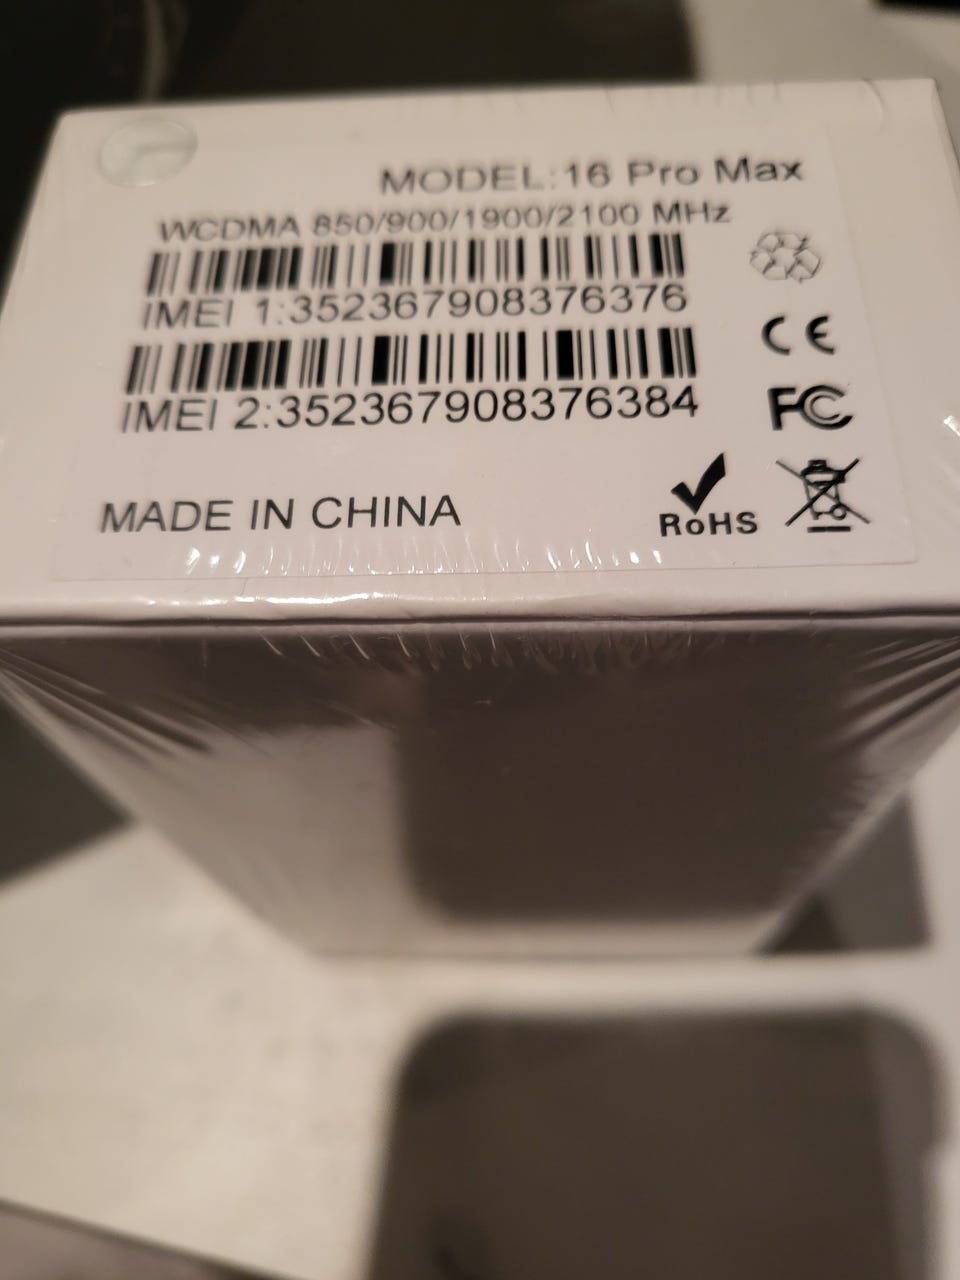 MODEL:16 Pro Max
WCDMA 850/900/1900/2100 MHz
IMEI 1:352367908376376
IMEI 2:352367908376384
CE
FC
RoHS
MADE IN CHINA